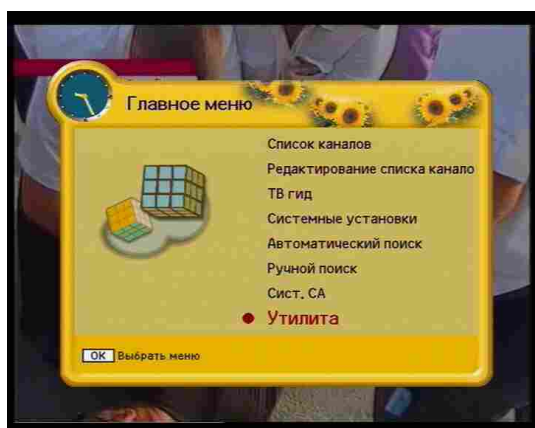 Главное меню
Список каналов
Редактирование списка канало
ТВ гид
Системные установки
Автоматический поиск
Ручной поиск
Сист. CA
Утилита
OK Выбрать меню